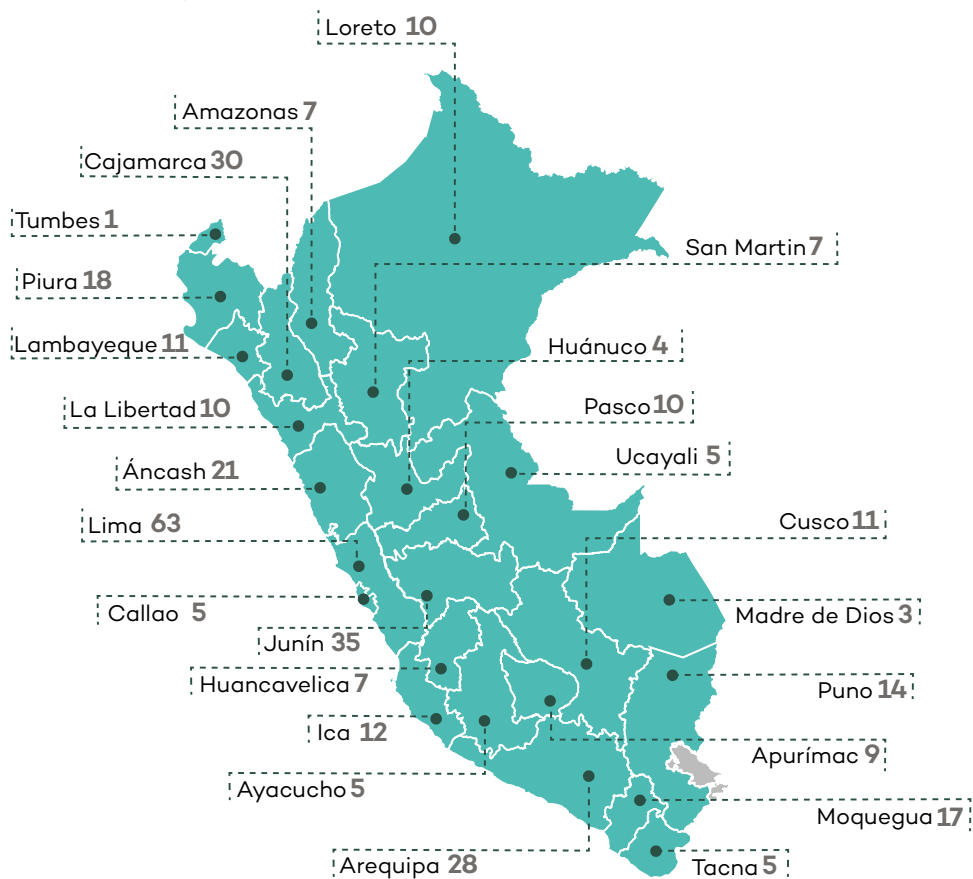 Loreto 10
Amazonas 7
Cajamarca 30
Tumbes 1
San Martin 7
Piura 18
Lambayeque 11
Huánuco 4
La Libertad 10
Pasco 10
Ucayali 5
Áncash 21
Lima 63
Cusco 11
Callao 5
Madre de Dios 3
Junín 35
Huancavelica 7
Puno 14
Ica 12
Apurímac 9
Ayacucho 5
Moquegua 17
Arequipa 28
Tacna 5